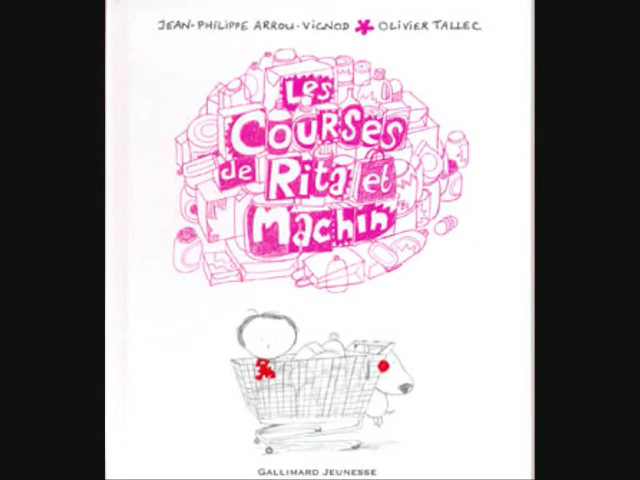 JEAN-PHILIPPE ARROU-VIGNOD * OLIVIER TALLEC
Les
Courses
de Rita et
Machin
GALLIMARD JEUNESSE